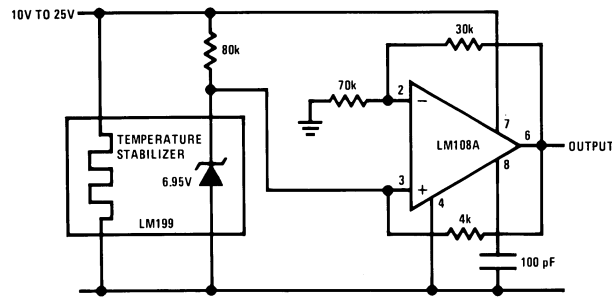 10V TO 25V
80k
30k
70k
2
−
7
TEMPERATURE
STABILIZER
LM108A
6
OUTPUT
8
6.95V
3
+
4
4k
LM199
100 pF